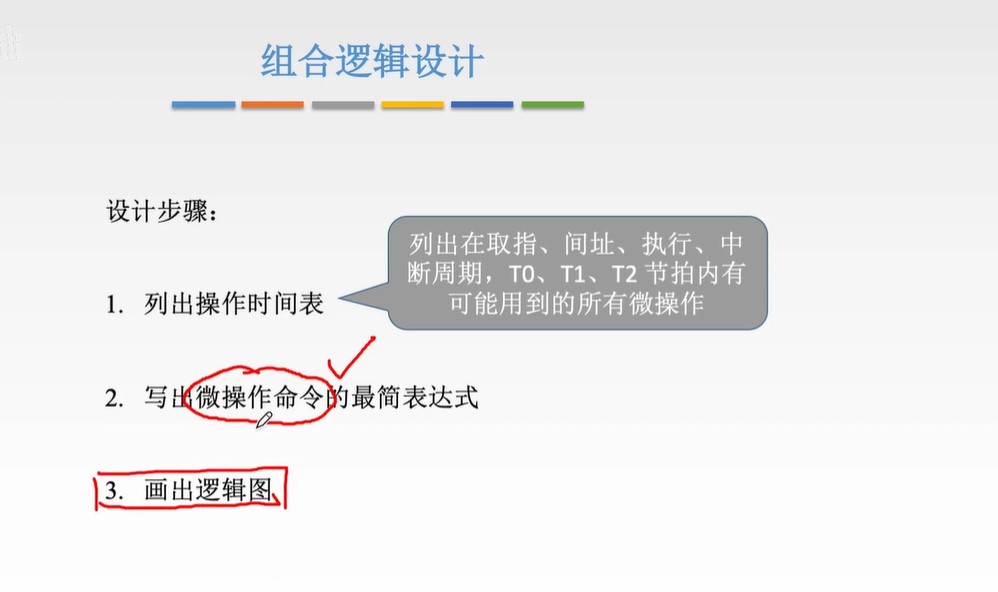 组合逻辑设计
设计步骤：
列出在取指、间址、执行、中
断周期，T0、T1、T2 节拍内有
可能用到的所有微操作
1. 列出操作时间表
2. 写出微操作命令的最简表达式
3. 画出逻辑图